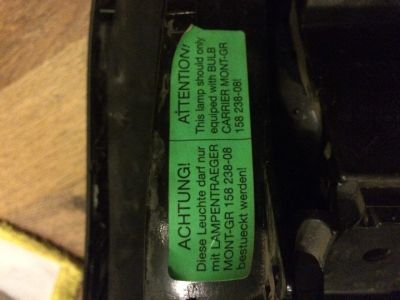 ATTENTION!
This lamp should only
equiped with BULB
CARRIER MONT-GR
158 238-08!
ACHTUNG!
Diese Leuchte darf nur
mit LAMPENTRAEGER
MONT-GR 158 238-08
bestueckt werden!